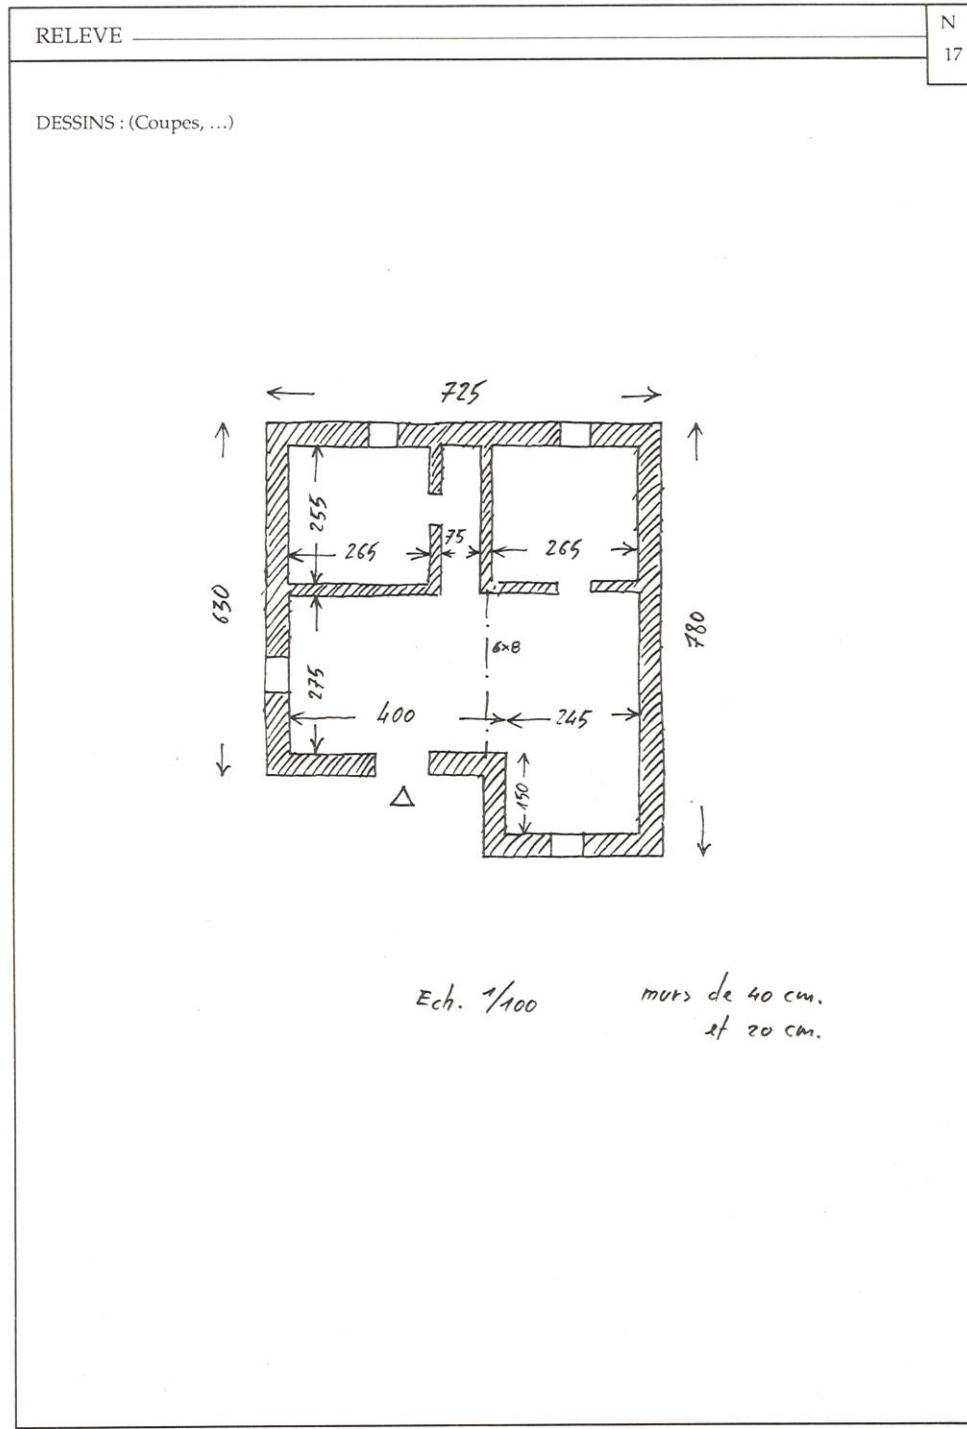 RELEVE
N
17
DESSINS : (Coupes, ...)
725
255
265
75
265
630
6x8
780
275
400
245
150
Ech. 1/100
murs de 40 cm.
et 20 cm.